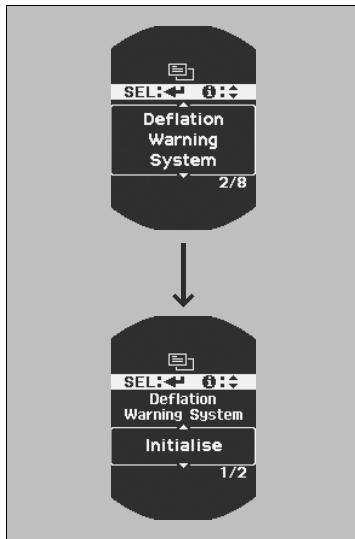 SEL:↵ i:⬍
Deflation
Warning
System
2/8
SEL:↵ i:⬍
Deflation
Warning System
Initialise
1/2